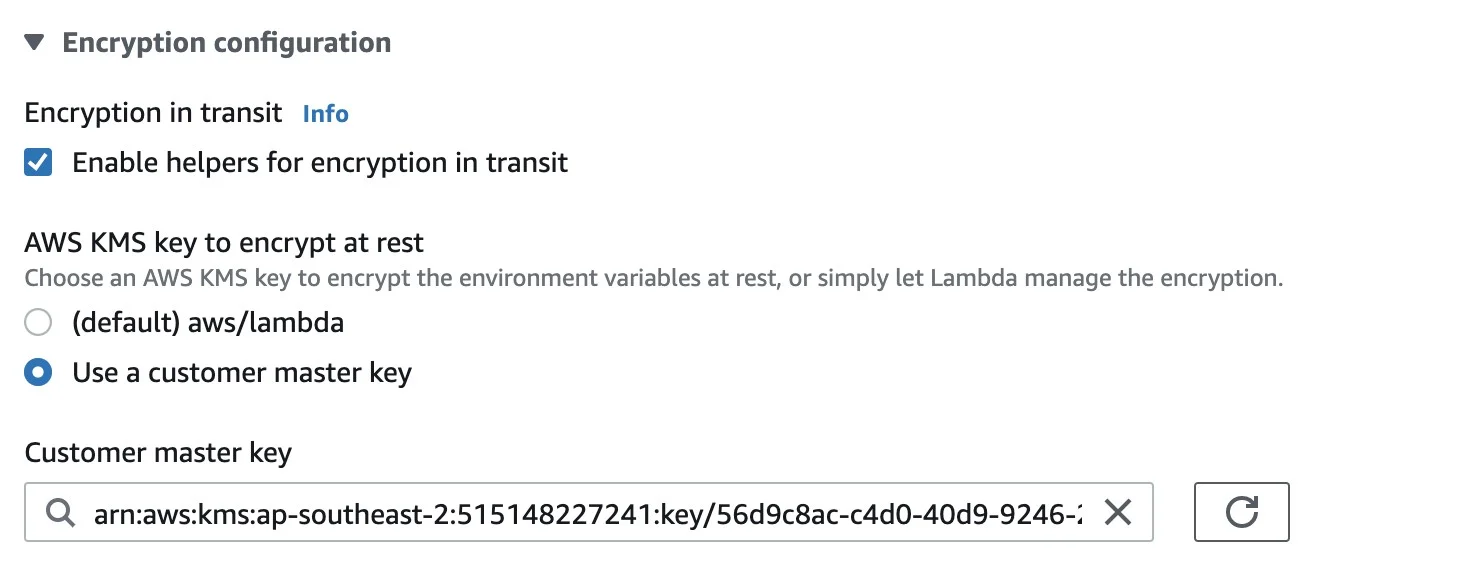 Encryption configuration
Encryption in transit Info
Enable helpers for encryption in transit
AWS KMS key to encrypt at rest
Choose an AWS KMS key to encrypt the environment variables at rest, or simply let Lambda manage the encryption.
(default) aws/lambda
Use a customer master key
Customer master key
arn:aws:kms:ap-southeast-2:515148227241:key/56d9c8ac-c4d0-40d9-9246-